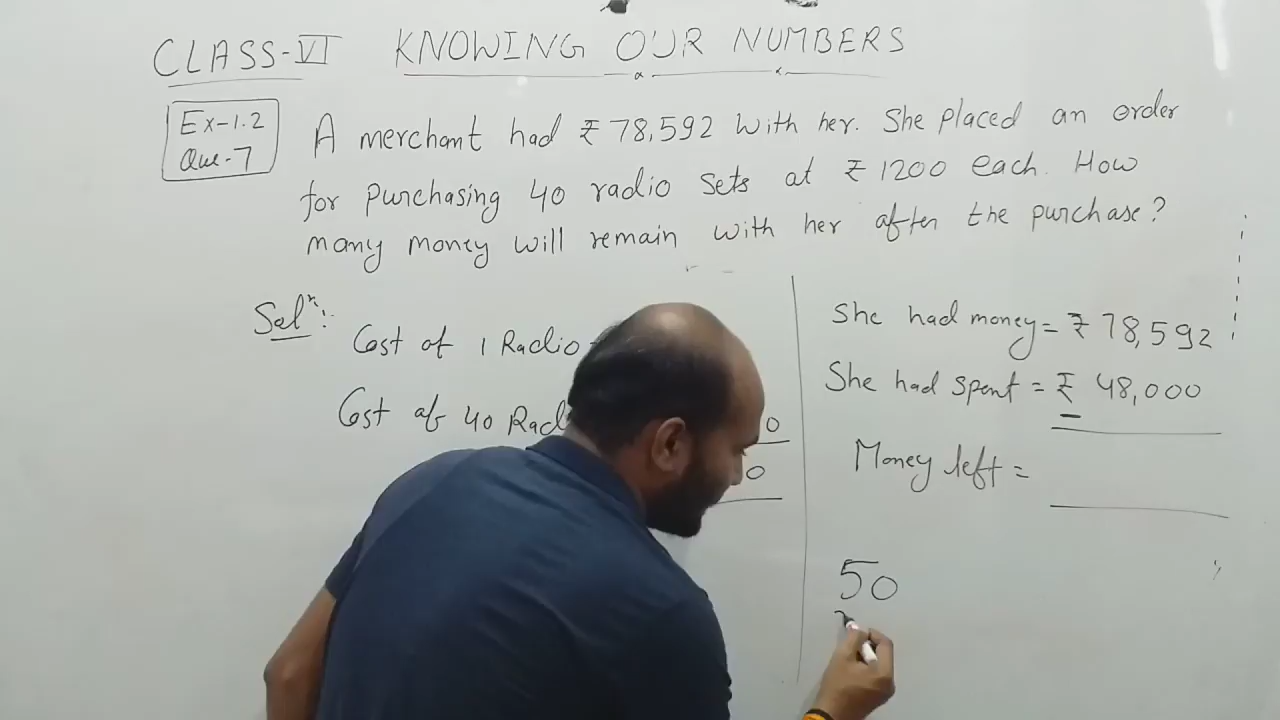 CLASS-VI KNOWING OUR NUMBERS
Ex-1.2
Que-7
A merchant had ₹ 78,592 with her. She placed an order
for purchasing 40 radio sets at ₹ 1200 each. How
many money will remain with her after the purchase?
Solⁿ:
Cost of 1 Radio
Cost of 40 Rad
0
0
She had money = ₹ 78,592
She had spent = ₹ 48,000
Money left =
50